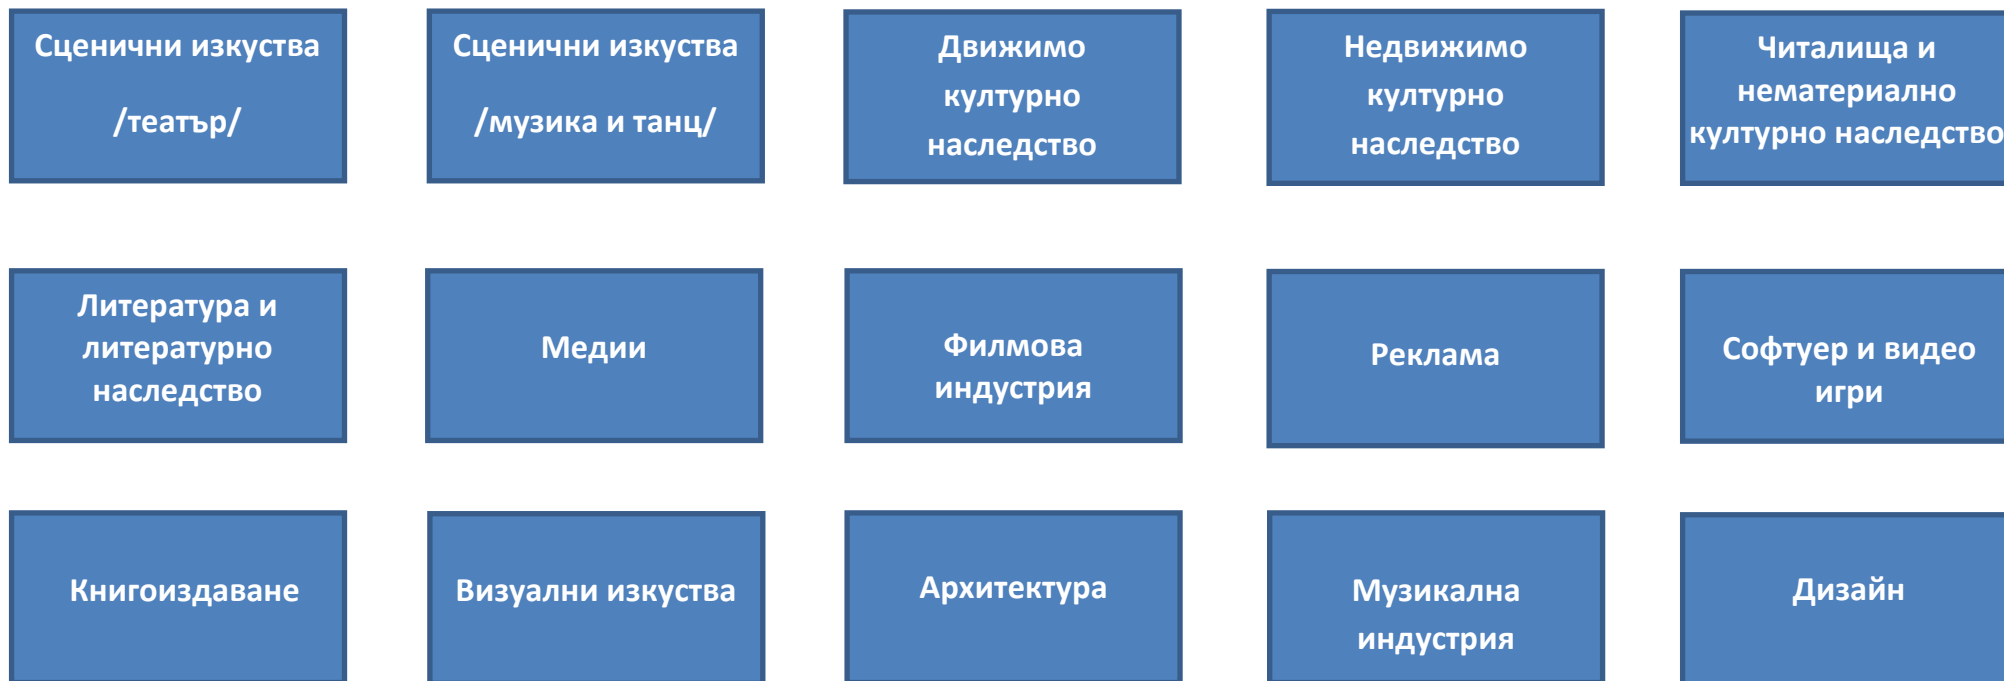 Сценични изкуства
/театър/
Сценични изкуства
/музика и танц/
Движимо
културно
наследство
Недвижимо
културно
наследство
Читалища и
нематериално
културно наследство
Литература и
литературно
наследство
Медии
Филмова
индустрия
Реклама
Софтуер и видео
игри
Книгоиздаване
Визуални изкуства
Архитектура
Музикална
индустрия
Дизайн